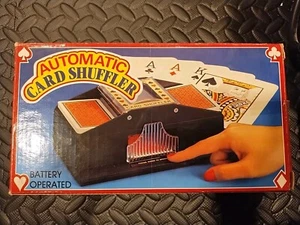 AUTOMATIC
CARD SHUFFLER
A A A K
BATTERY
OPERATED